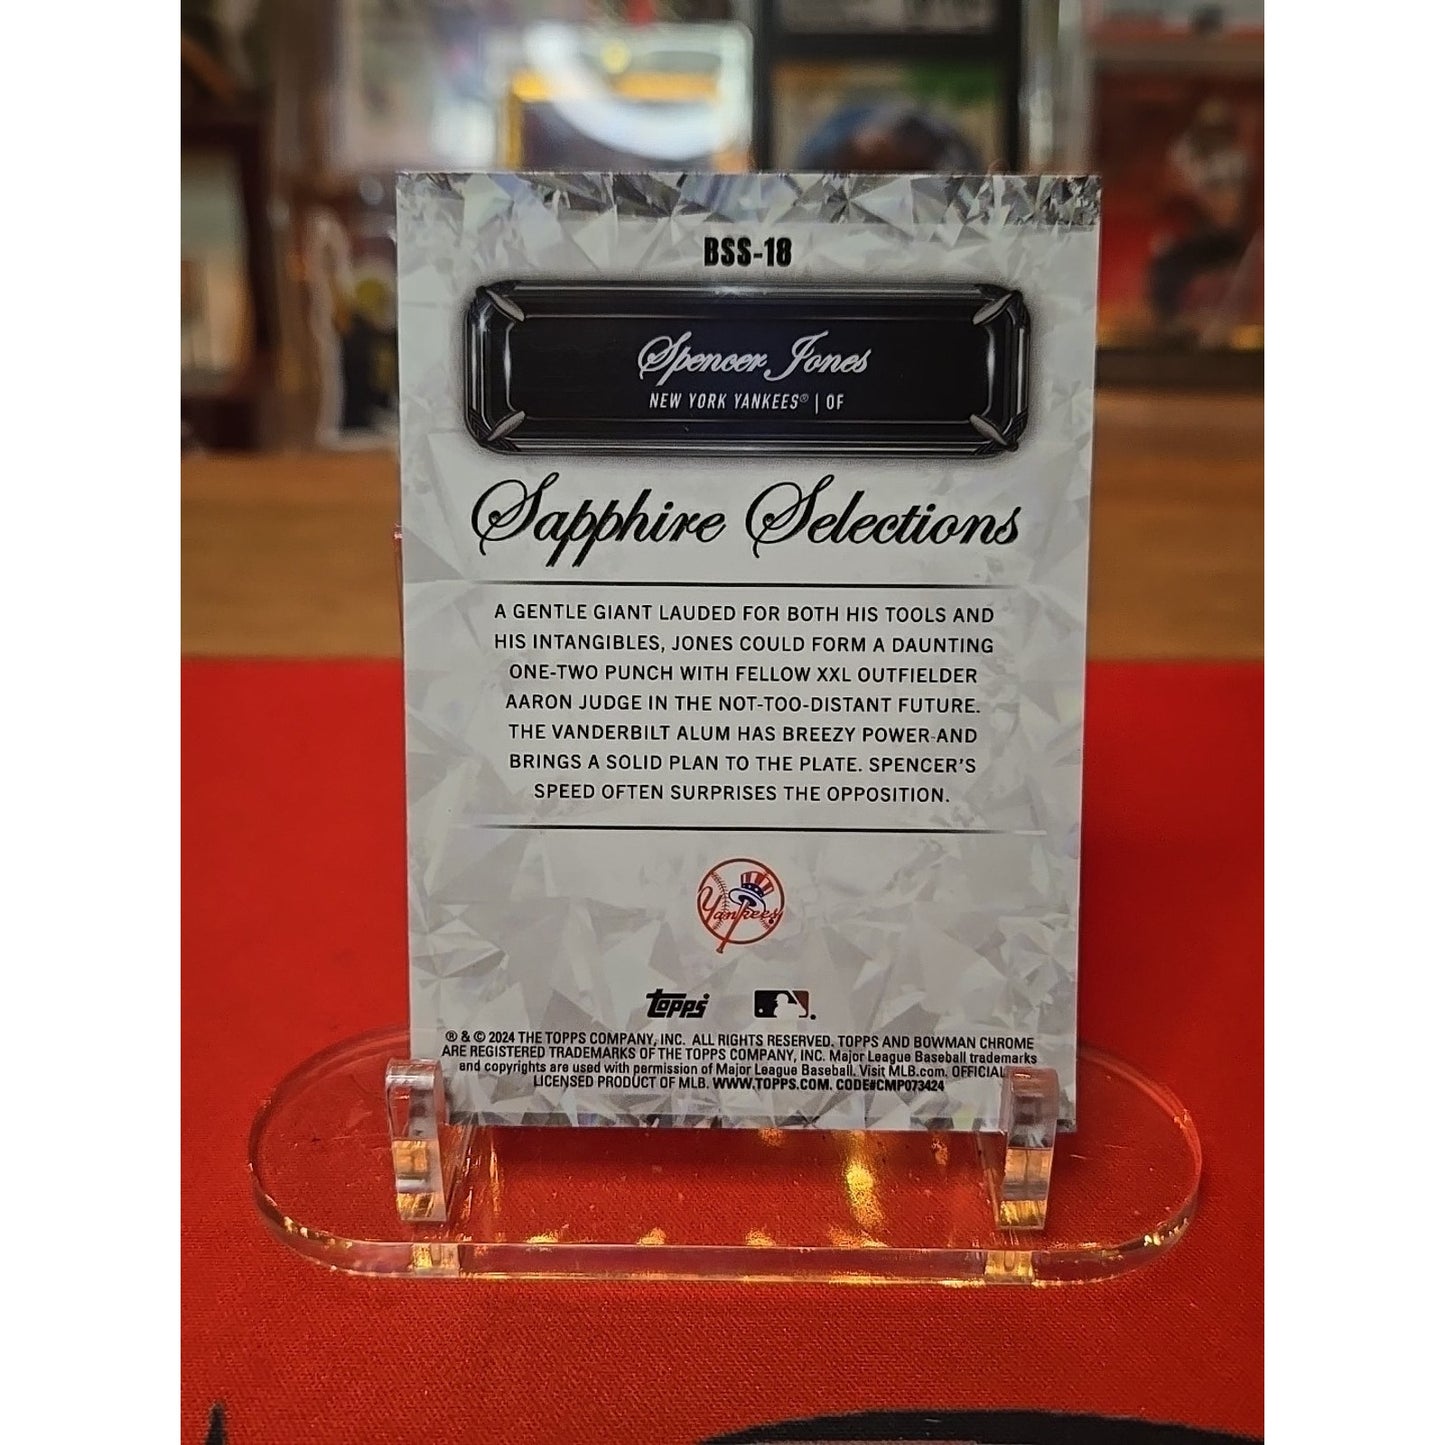 BSS-18
Spencer Jones
NEW YORK YANKEES® | OF
Sapphire Selections
A GENTLE GIANT LAUDED FOR BOTH HIS TOOLS AND
HIS INTANGIBLES, JONES COULD FORM A DAUNTING
ONE-TWO PUNCH WITH FELLOW XXL OUTFIELDER
AARON JUDGE IN THE NOT-TOO-DISTANT FUTURE.
THE VANDERBILT ALUM HAS BREEZY POWER AND
BRINGS A SOLID PLAN TO THE PLATE. SPENCER'S
SPEED OFTEN SURPRISES THE OPPOSITION.
Yankees
topps
® & © 2024 THE TOPPS COMPANY, INC. ALL RIGHTS RESERVED. TOPPS AND BOWMAN CHROME
ARE REGISTERED TRADEMARKS OF THE TOPPS COMPANY, INC. Major League Baseball trademarks
and copyrights are used with permission of Major League Baseball. Visit MLB.com. OFFICIAL
LICENSED PRODUCT OF MLB. WWW.TOPPS.COM. CODE#CMP073424